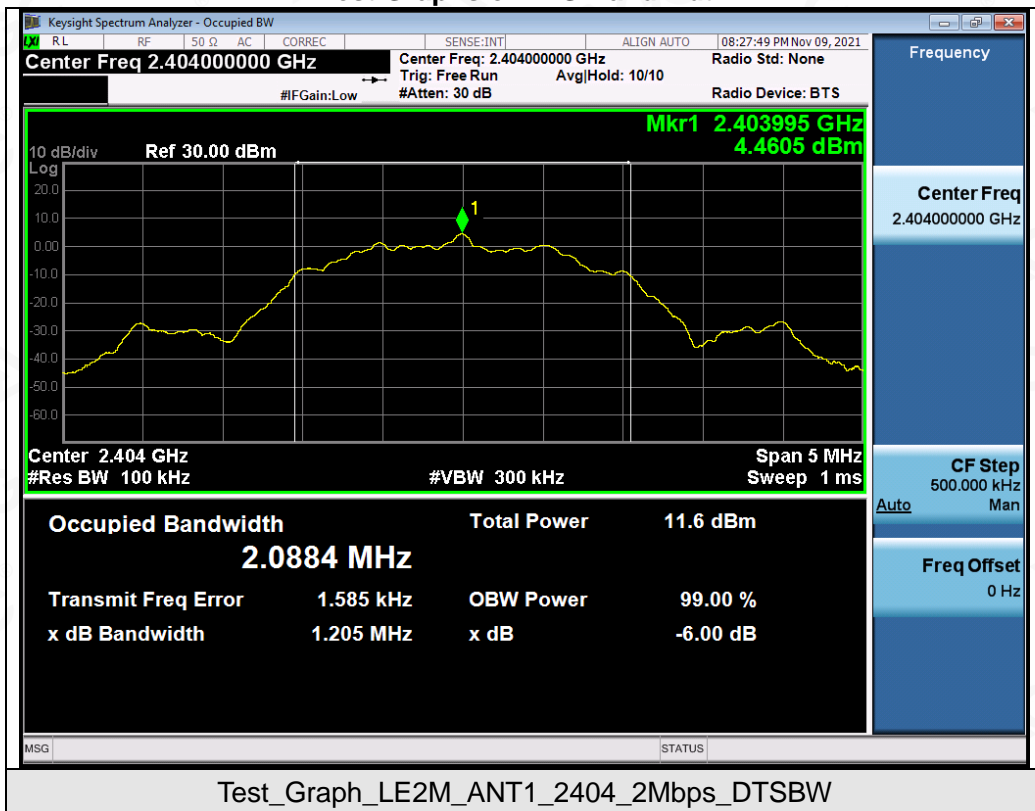 Keysight Spectrum Analyzer - Occupied BW
LXI RL RF 50 Ω AC CORREC SENSE:INT ALIGN AUTO 08:27:49 PM Nov 09, 2021
Center Freq 2.404000000 GHz
Center Freq: 2.404000000 GHz Radio Std: None
Trig: Free Run Avg|Hold: 10/10
#IFGain:Low #Atten: 30 dB Radio Device: BTS
Mkr1 2.403995 GHz
4.4605 dBm
10 dB/div Ref 30.00 dBm
Log
20.0
10.0
0.00
-10.0
-20.0
-30.0
-40.0
-50.0
-60.0
1
Center 2.404 GHz Span 5 MHz
#Res BW 100 kHz #VBW 300 kHz Sweep 1 ms
Occupied Bandwidth Total Power 11.6 dBm
2.0884 MHz
Transmit Freq Error 1.585 kHz OBW Power 99.00 %
x dB Bandwidth 1.205 MHz x dB -6.00 dB
Frequency
Center Freq
2.404000000 GHz
CF Step
500.000 kHz
Auto Man
Freq Offset
0 Hz
MSG STATUS
Test_Graph_LE2M_ANT1_2404_2Mbps_DTSBW